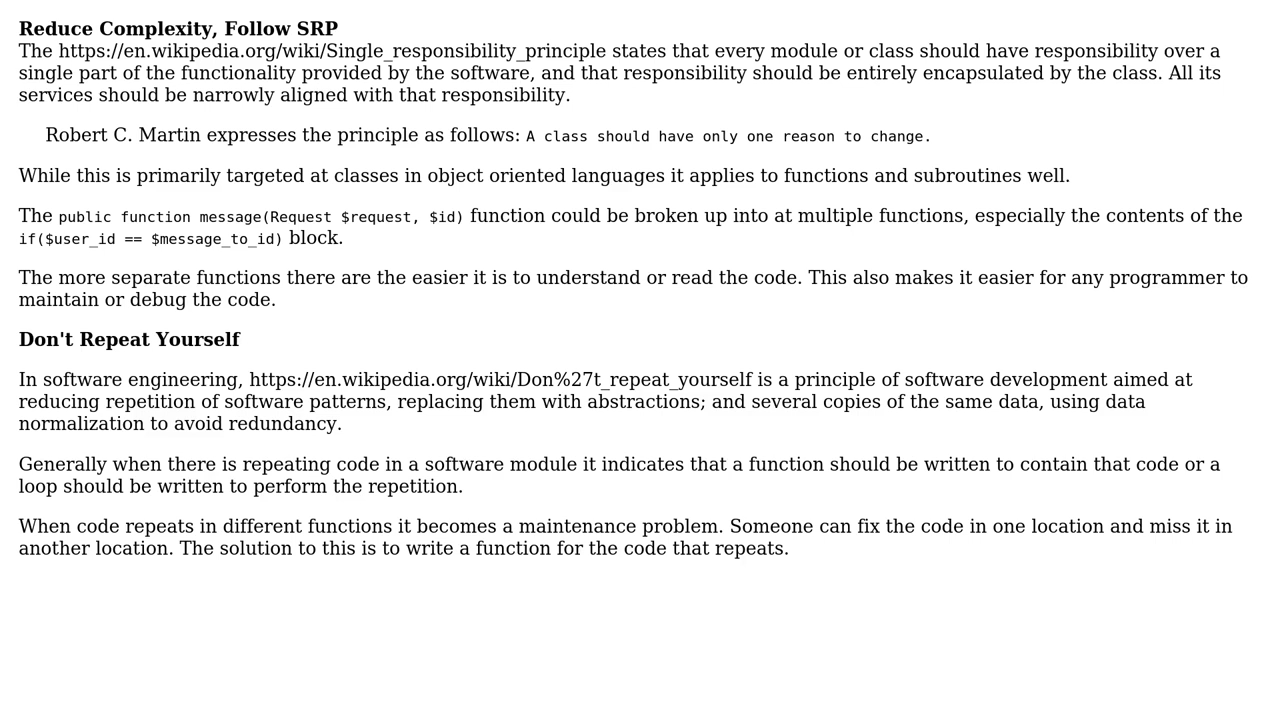 Reduce Complexity, Follow SRP
The https://en.wikipedia.org/wiki/Single_responsibility_principle states that every module or class should have responsibility over a
single part of the functionality provided by the software, and that responsibility should be entirely encapsulated by the class. All its
services should be narrowly aligned with that responsibility.
Robert C. Martin expresses the principle as follows: A class should have only one reason to change.
While this is primarily targeted at classes in object oriented languages it applies to functions and subroutines well.
The public function message(Request $request, $id) function could be broken up into at multiple functions, especially the contents of the
if($user_id == $message_to_id) block.
The more separate functions there are the easier it is to understand or read the code. This also makes it easier for any programmer to
maintain or debug the code.
Don't Repeat Yourself
In software engineering, https://en.wikipedia.org/wiki/Don%27t_repeat_yourself is a principle of software development aimed at
reducing repetition of software patterns, replacing them with abstractions; and several copies of the same data, using data
normalization to avoid redundancy.
Generally when there is repeating code in a software module it indicates that a function should be written to contain that code or a
loop should be written to perform the repetition.
When code repeats in different functions it becomes a maintenance problem. Someone can fix the code in one location and miss it in
another location. The solution to this is to write a function for the code that repeats.